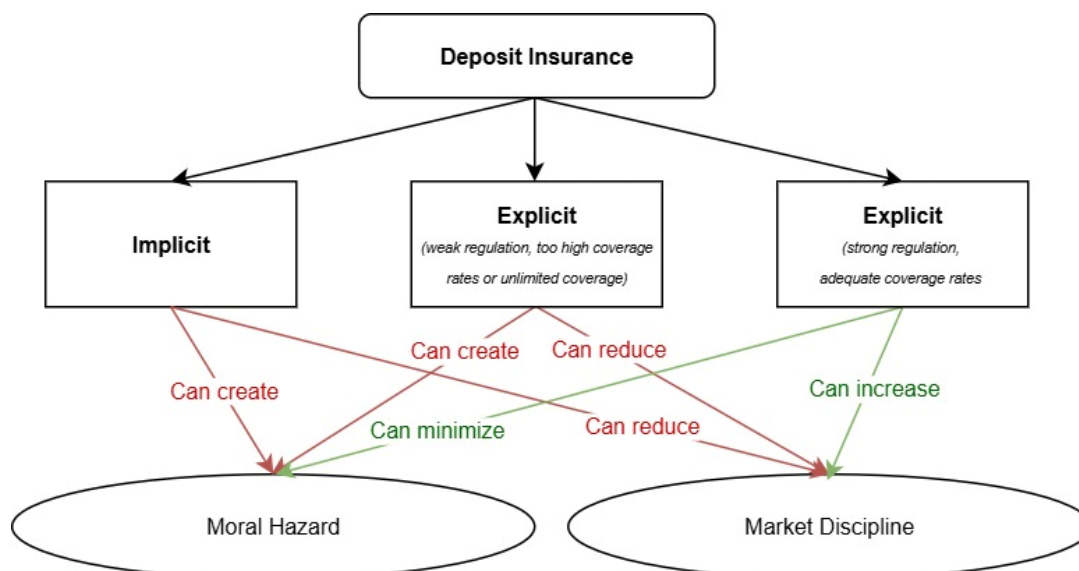 Deposit Insurance
Implicit
Explicit
(weak regulation, too high coverage
rates or unlimited coverage)
Explicit
(strong regulation,
adequate coverage rates
Can create
Can reduce
Can create
Can increase
Can minimize
Can reduce
Moral Hazard
Market Discipline